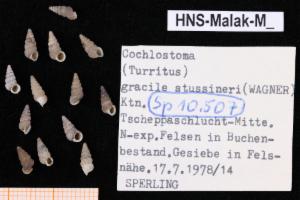 HNS-Malak-M_
Cochlostoma
(Turritus)
gracile stussineri(WAGNER)
Ktn. Sp 10.507
Tscheppaschlucht-Mitte.
N-exp.Felsen in Buchen-
bestand,Gesiebe in Fels-
nähe.17.7.1978/14
SPERLING